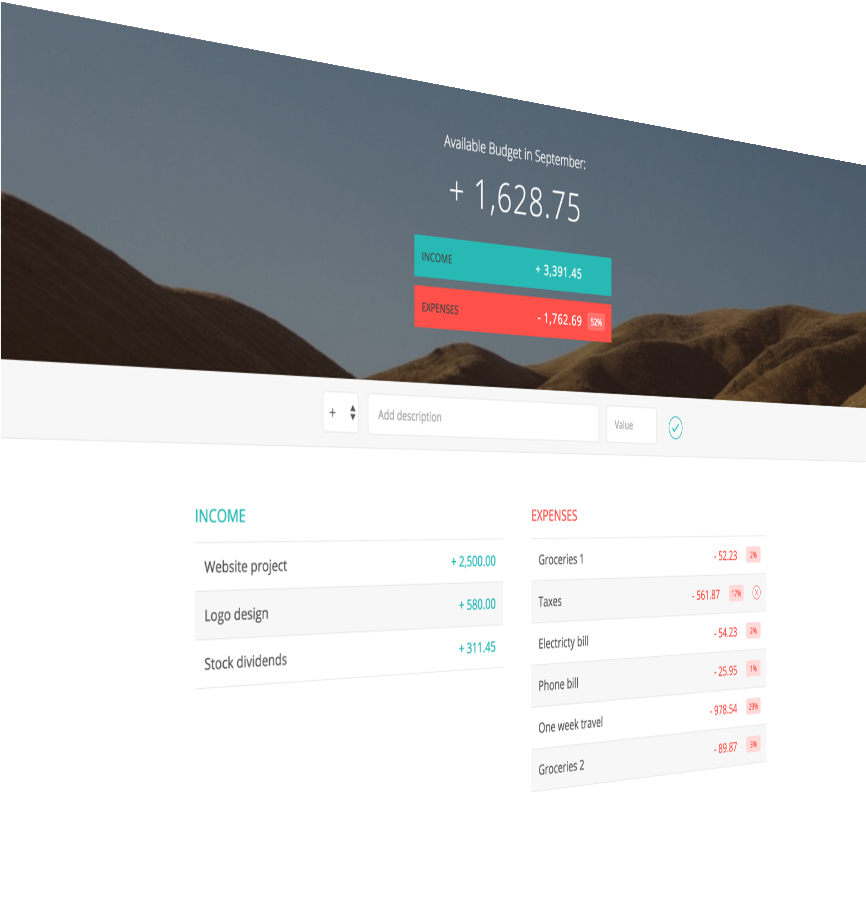 Available Budget in September:
+ 1,628.75
INCOME + 3,391.45
EXPENSES - 1,762.69 52%
+ Add description Value
INCOME
Website project + 2,500.00
Logo design + 580.00
Stock dividends + 311.45
EXPENSES
Groceries 1 - 52.23 2%
Taxes - 561.87 17%
Electricty bill - 54.23 2%
Phone bill - 25.95 1%
One week travel - 978.54 29%
Groceries 2 - 89.87 3%